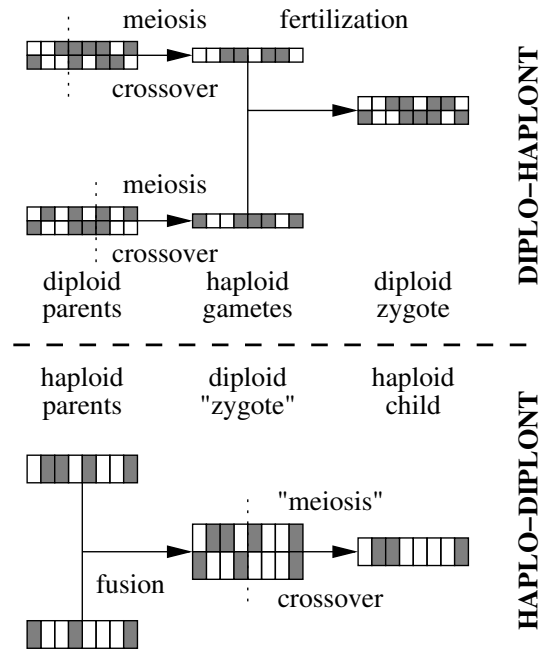 meiosis
fertilization
crossover
meiosis
crossover
diploid
parents
haploid
gametes
diploid
zygote
DIPLO–HAPLONT
haploid
parents
diploid
"zygote"
haploid
child
"meiosis"
fusion
crossover
HAPLO–DIPLONT